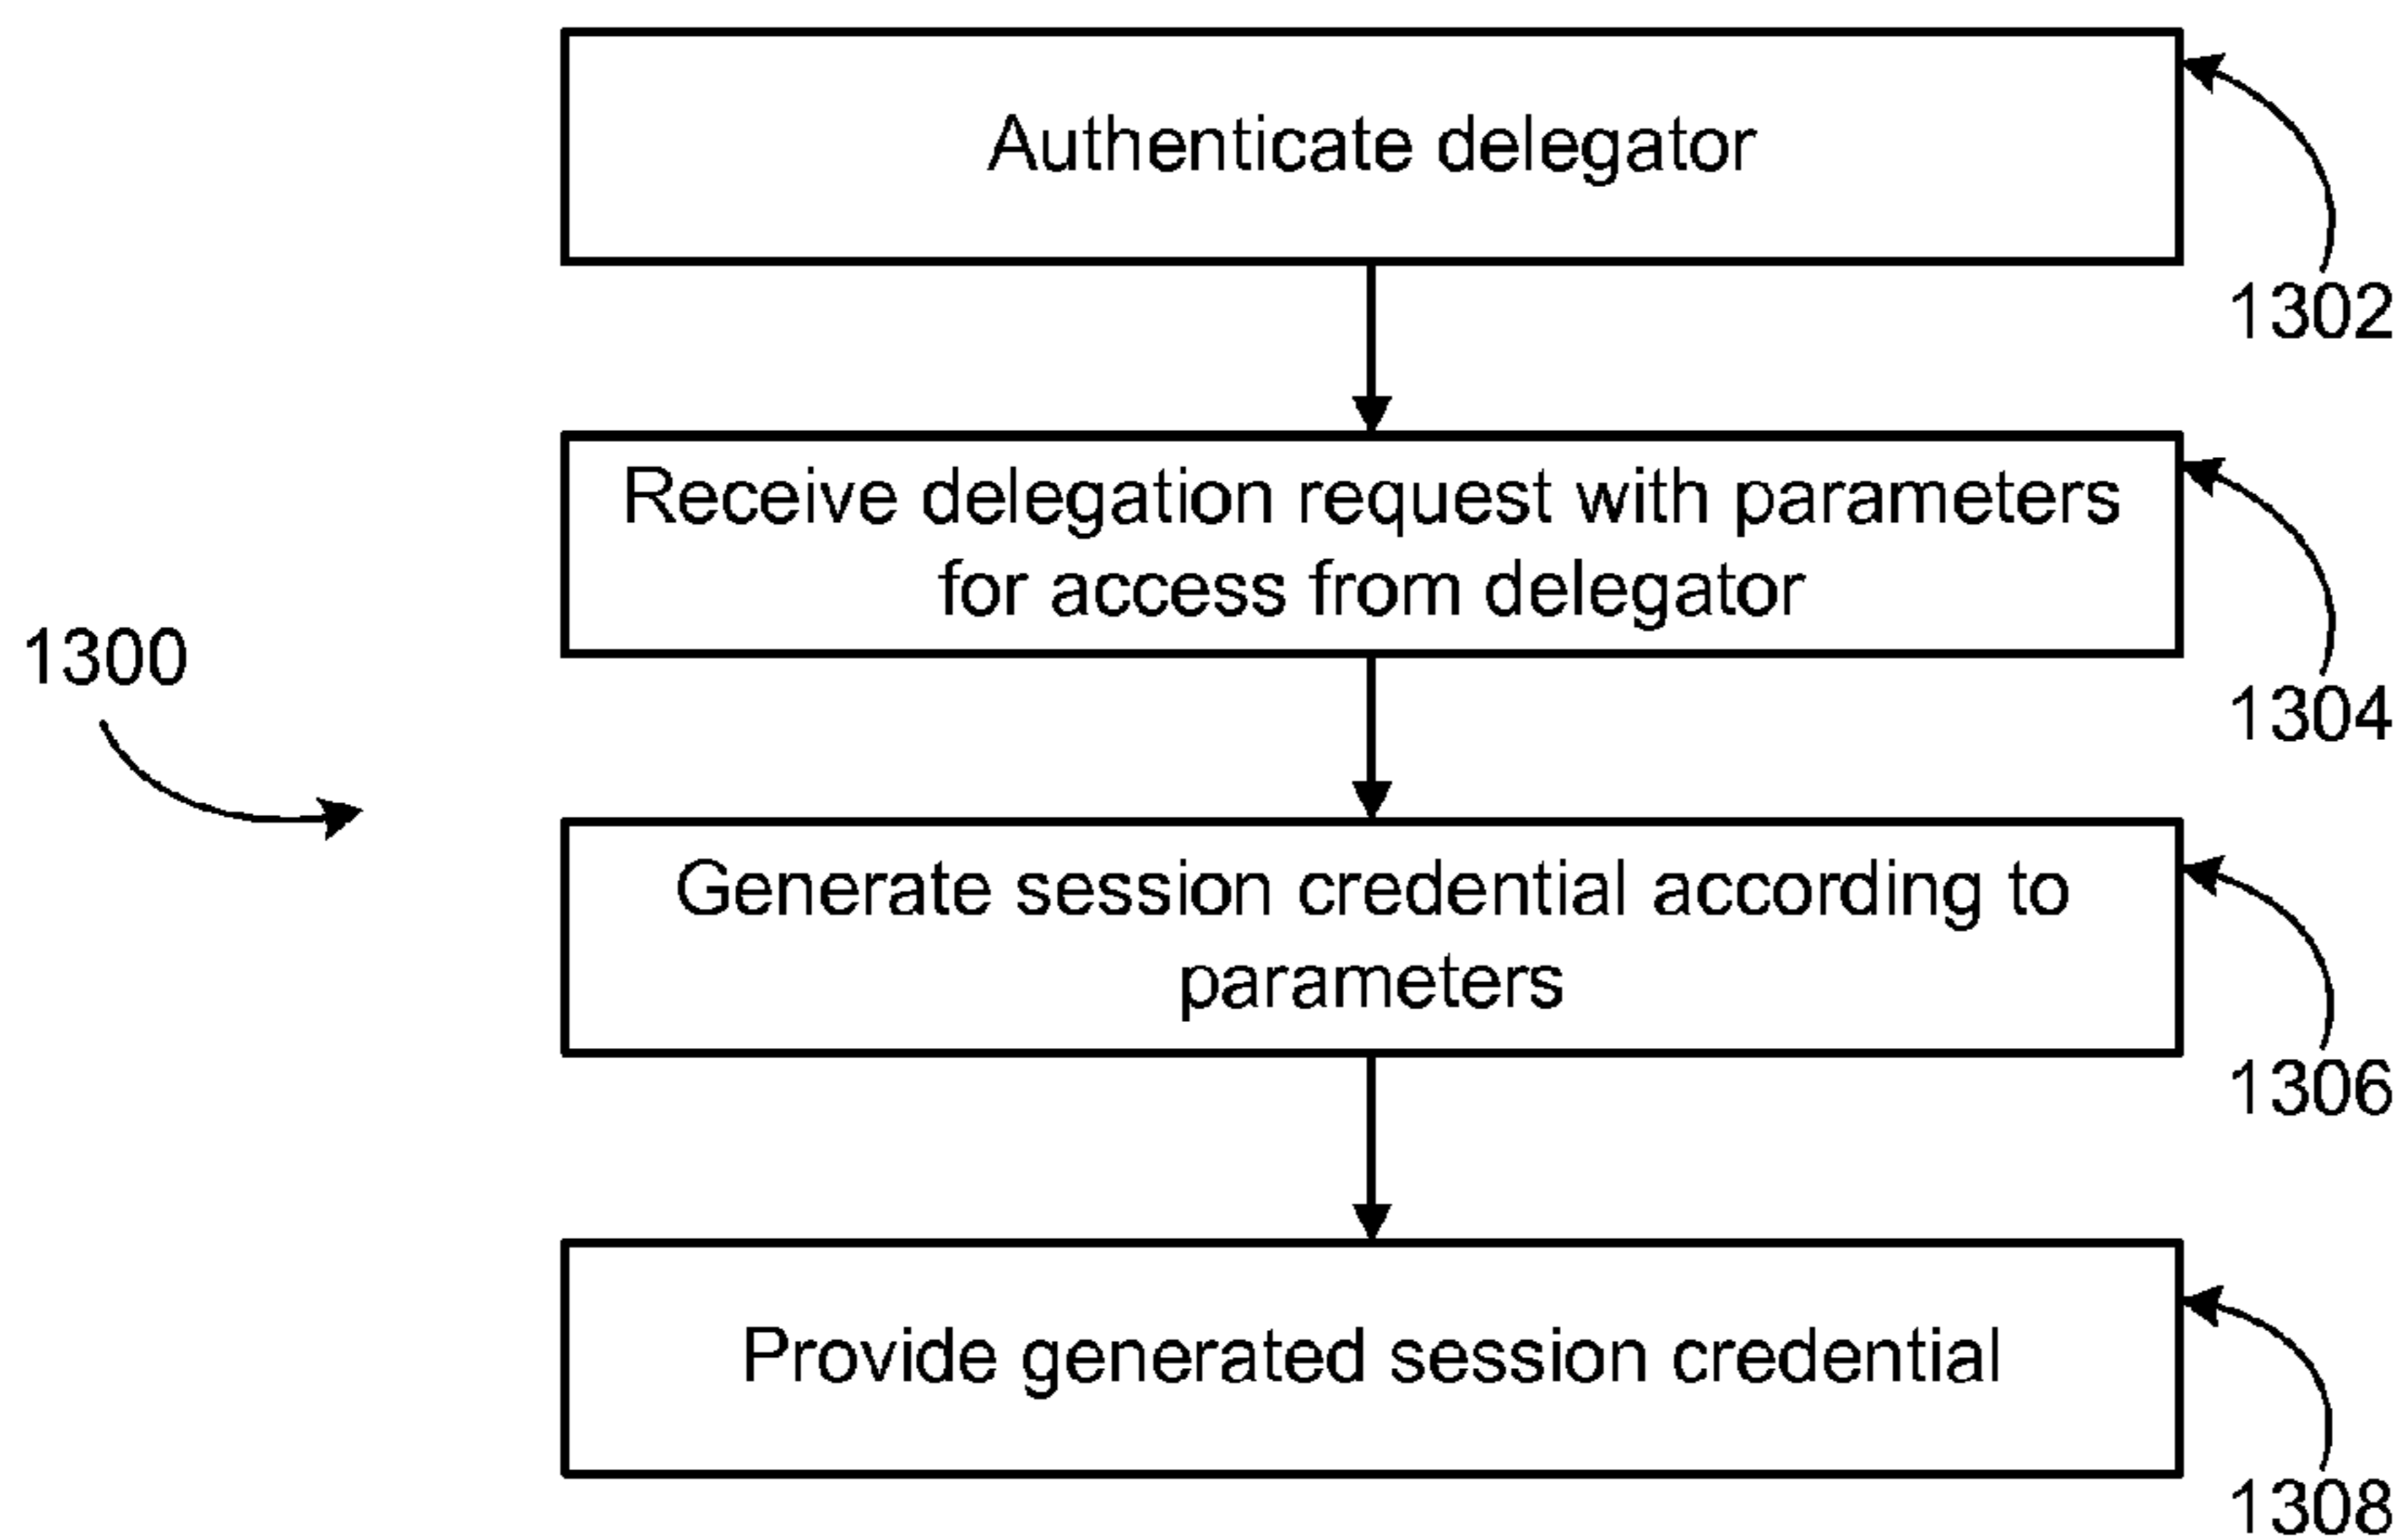 Authenticate delegator
1302
Receive delegation request with parameters
for access from delegator
1300
1304
Generate session credential according to
parameters
1306
Provide generated session credential
1308